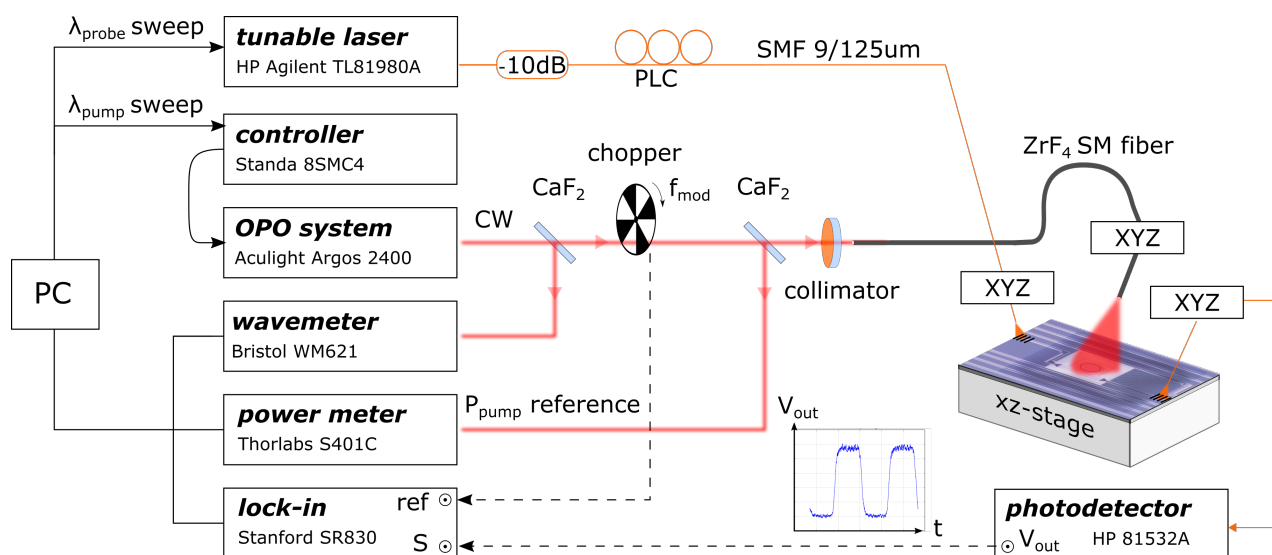 λprobe sweep
tunable laser
HP Agilent TL81980A
-10dB
PLC
SMF 9/125um
λpump sweep
controller
Standa 8SMC4
chopper
fmod
ZrF4 SM fiber
CaF2
CaF2
CW
OPO system
Aculight Argos 2400
XYZ
PC
collimator
XYZ
XYZ
wavemeter
Bristol WM621
power meter
Thorlabs S401C
Ppump reference
Vout
t
xz-stage
lock-in
Stanford SR830
ref
S
photodetector
Vout
HP 81532A